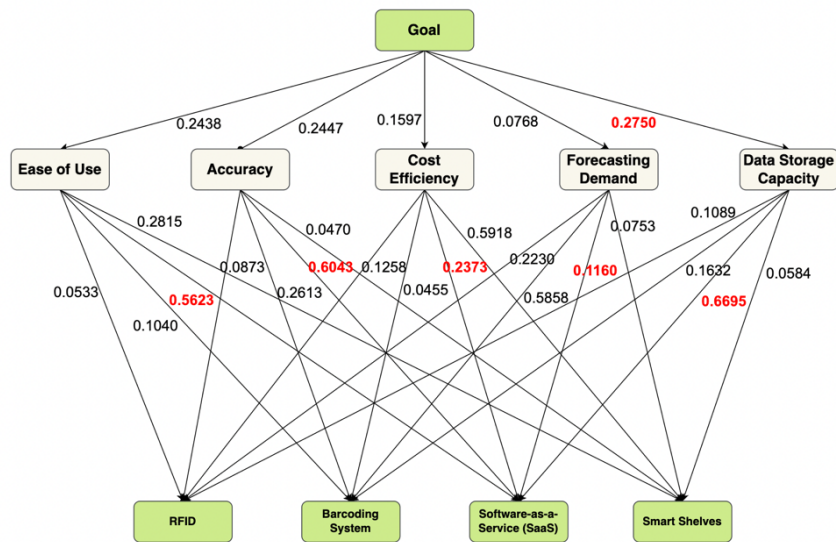 Goal
0.2438
0.2447
0.1597
0.0768
0.2750
Ease of Use
Accuracy
Cost
Efficiency
Forecasting
Demand
Data Storage
Capacity
0.2815
0.0470
0.5918
0.0753
0.1089
0.0533
0.0873
0.6043
0.1258
0.2373
0.2230
0.1160
0.1632
0.0584
0.1040
0.5623
0.2613
0.0455
0.5858
0.6695
RFID
Barcoding
System
Software-as-a-
Service (SaaS)
Smart Shelves